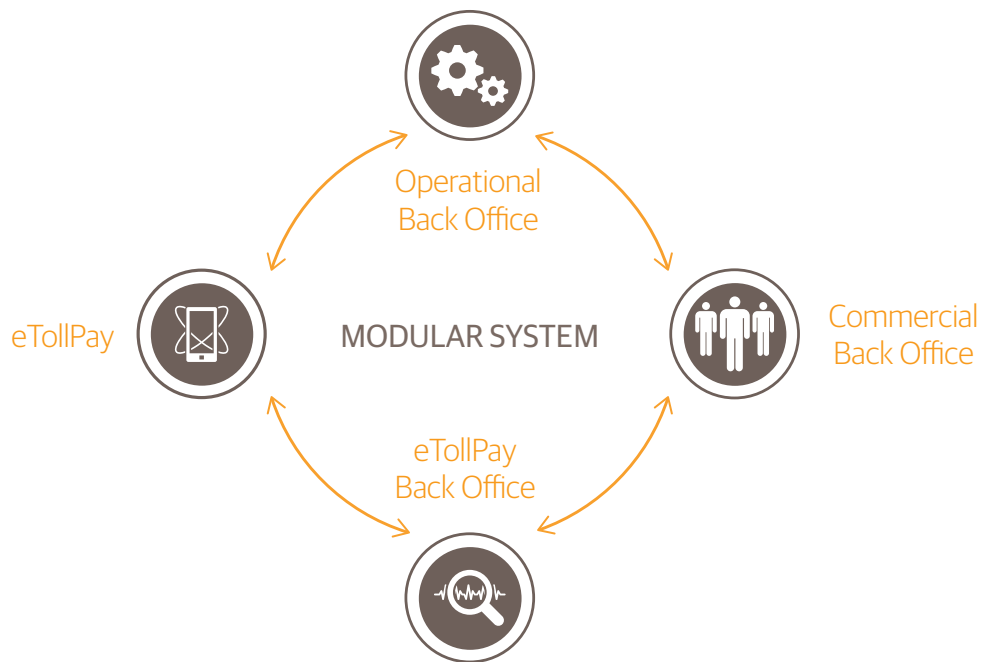 Operational
Back Office
eTollPay
MODULAR SYSTEM
Commercial
Back Office
eTollPay
Back Office